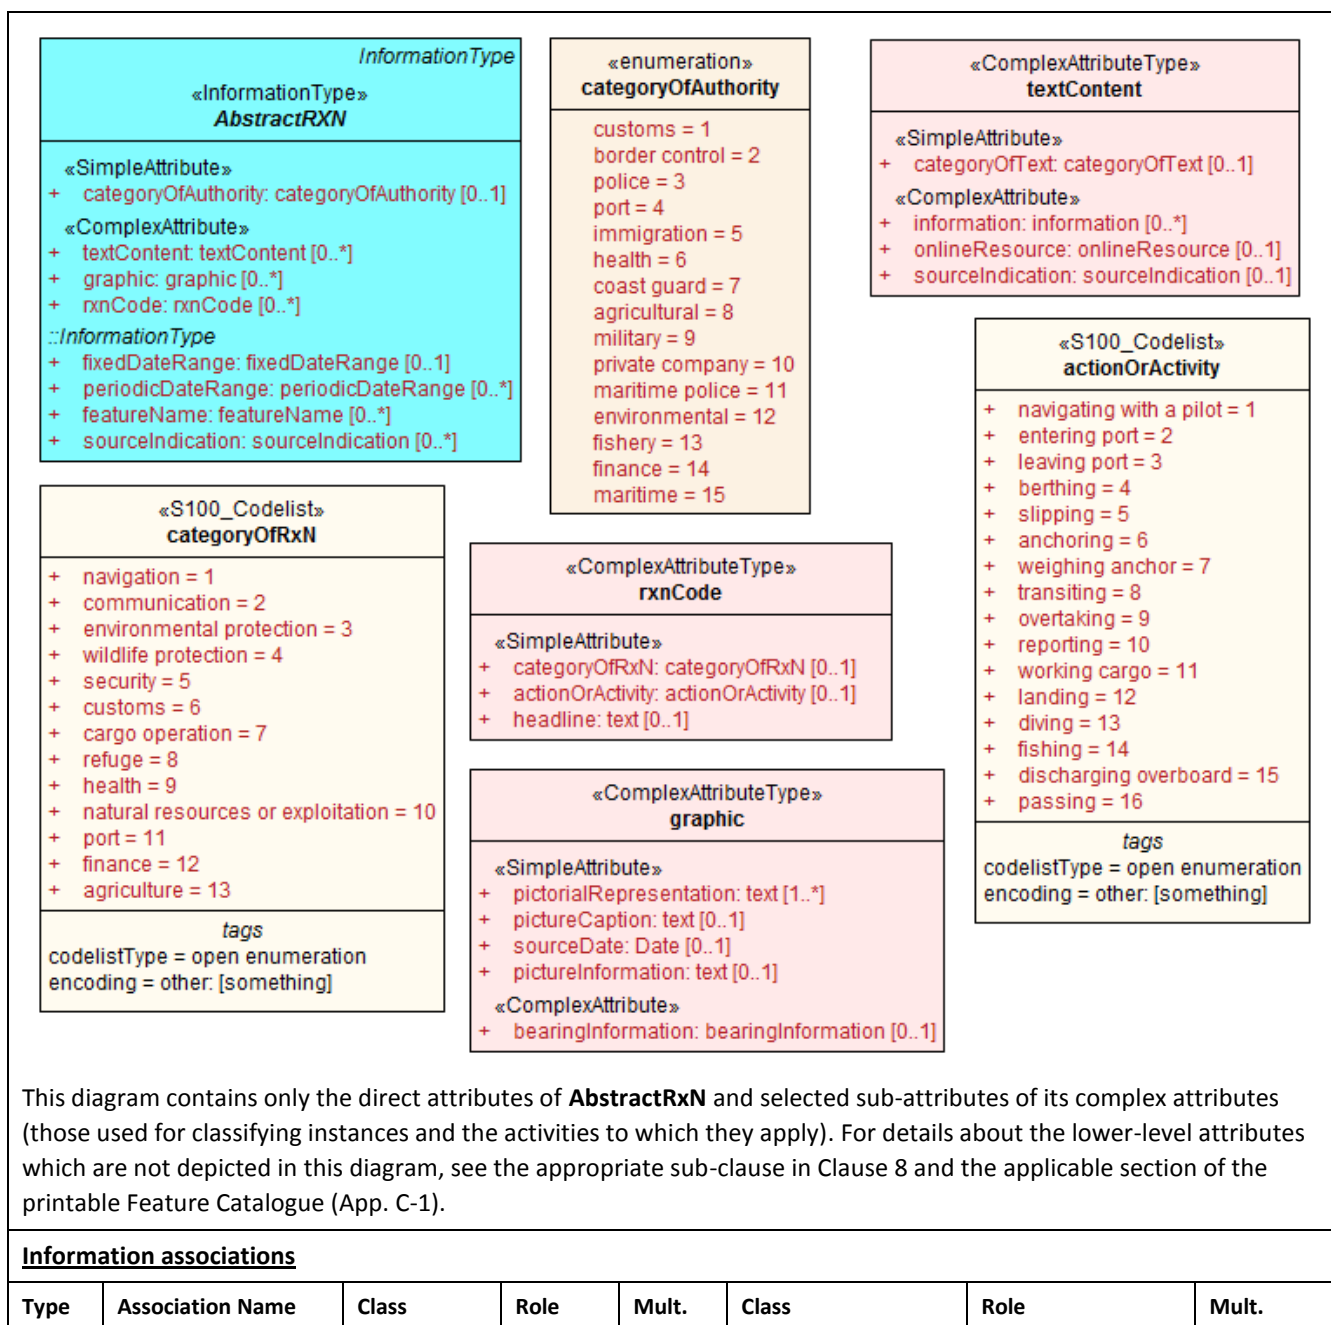 InformationType
«InformationType»
AbstractRXN
«SimpleAttribute»
+ categoryOfAuthority: categoryOfAuthority [0..1]
«ComplexAttribute»
+ textContent: textContent [0..*]
+ graphic: graphic [0..*]
+ rxnCode: rxnCode [0..*]
::InformationType
+ fixedDateRange: fixedDateRange [0..1]
+ periodicDateRange: periodicDateRange [0..*]
+ featureName: featureName [0..*]
+ sourceIndication: sourceIndication [0..*]
«enumeration»
categoryOfAuthority
customs = 1
border control = 2
police = 3
port = 4
immigration = 5
health = 6
coast guard = 7
agricultural = 8
military = 9
private company = 10
maritime police = 11
environmental = 12
fishery = 13
finance = 14
maritime = 15
«ComplexAttributeType»
textContent
«SimpleAttribute»
+ categoryOfText: categoryOfText [0..1]
«ComplexAttribute»
+ information: information [0..*]
+ onlineResource: onlineResource [0..1]
+ sourceIndication: sourceIndication [0..1]
«S100_Codelist»
actionOrActivity
+ navigating with a pilot = 1
+ entering port = 2
+ leaving port = 3
+ berthing = 4
+ slipping = 5
+ anchoring = 6
+ weighing anchor = 7
+ transiting = 8
+ overtaking = 9
+ reporting = 10
+ working cargo = 11
+ landing = 12
+ diving = 13
+ fishing = 14
+ discharging overboard = 15
+ passing = 16
tags
codelistType = open enumeration
encoding = other: [something]
«S100_Codelist»
categoryOfRxN
+ navigation = 1
+ communication = 2
+ environmental protection = 3
+ wildlife protection = 4
+ security = 5
+ customs = 6
+ cargo operation = 7
+ refuge = 8
+ health = 9
+ natural resources or exploitation = 10
+ port = 11
+ finance = 12
+ agriculture = 13
tags
codelistType = open enumeration
encoding = other: [something]
«ComplexAttributeType»
rxnCode
«SimpleAttribute»
+ categoryOfRxN: categoryOfRxN [0..1]
+ actionOrActivity: actionOrActivity [0..1]
+ headline: text [0..1]
«ComplexAttributeType»
graphic
«SimpleAttribute»
+ pictorialRepresentation: text [1..*]
+ pictureCaption: text [0..1]
+ sourceDate: Date [0..1]
+ pictureInformation: text [0..1]
«ComplexAttribute»
+ bearingInformation: bearingInformation [0..1]
This diagram contains only the direct attributes of AbstractRxN and selected sub-attributes of its complex attributes
(those used for classifying instances and the activities to which they apply). For details about the lower-level attributes
which are not depicted in this diagram, see the appropriate sub-clause in Clause 8 and the applicable section of the
printable Feature Catalogue (App. C-1).
Information associations
Type Association Name Class Role Mult. Class Role Mult.